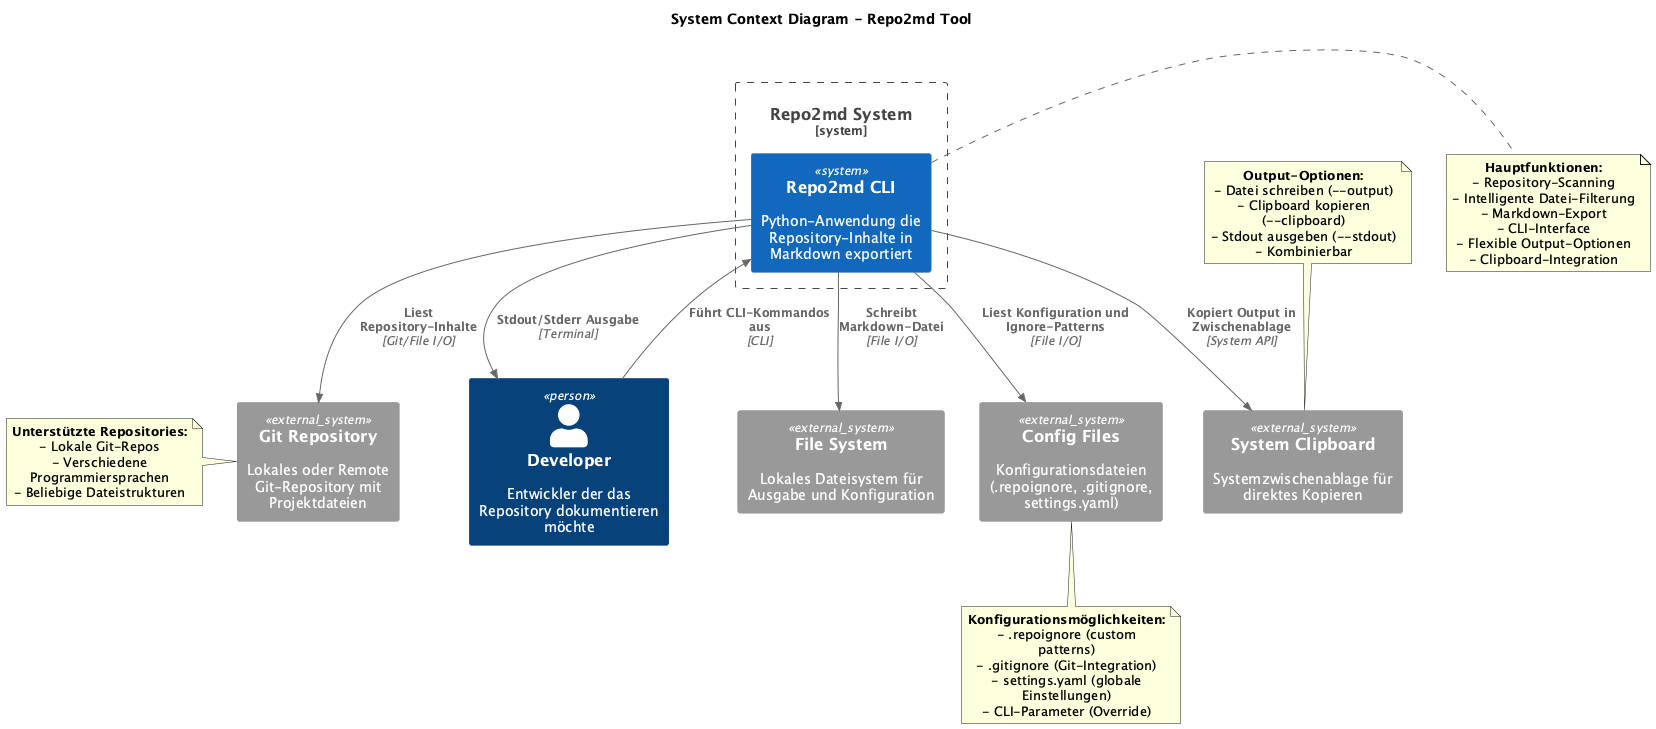 System Context Diagram – Repo2md Tool
Repo2md System
[system]
«system»
Repo2md CLI
Python-Anwendung die
Repository-Inhalte in
Markdown exportiert
Output-Optionen:
- Datei schreiben (--output)
- Clipboard kopieren
(--clipboard)
- Stdout ausgeben (--stdout)
- Kombinierbar
Hauptfunktionen:
- Repository-Scanning
- Intelligente Datei-Filterung
- Markdown-Export
- CLI-Interface
- Flexible Output-Optionen
- Clipboard-Integration
Liest
Repository-Inhalte
[Git/File I/O]
Stdout/Stderr Ausgabe
[Terminal]
Führt CLI-Kommandos
aus
[CLI]
Schreibt
Markdown-Datei
[File I/O]
Liest Konfiguration und
Ignore-Patterns
[File I/O]
Kopiert Output in
Zwischenablage
[System API]
Unterstützte Repositories:
- Lokale Git-Repos
- Verschiedene
Programmiersprachen
- Beliebige Dateistrukturen
«external_system»
Git Repository
Lokales oder Remote
Git-Repository mit
Projektdateien
«person»
Developer
Entwickler der das
Repository dokumentieren
möchte
«external_system»
File System
Lokales Dateisystem für
Ausgabe und Konfiguration
«external_system»
Config Files
Konfigurationsdateien
(.repoignore, .gitignore,
settings.yaml)
«external_system»
System Clipboard
Systemzwischenablage für
direktes Kopieren
Konfigurationsmöglichkeiten:
- .repoignore (custom
patterns)
- .gitignore (Git-Integration)
- settings.yaml (globale
Einstellungen)
- CLI-Parameter (Override)